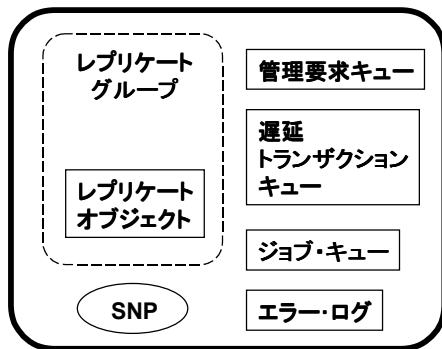 レプリケート
グループ
レプリケート
オブジェクト
SNP
管理要求キュー
遅延
トランザクション
キュー
ジョブ・キュー
エラー・ログ